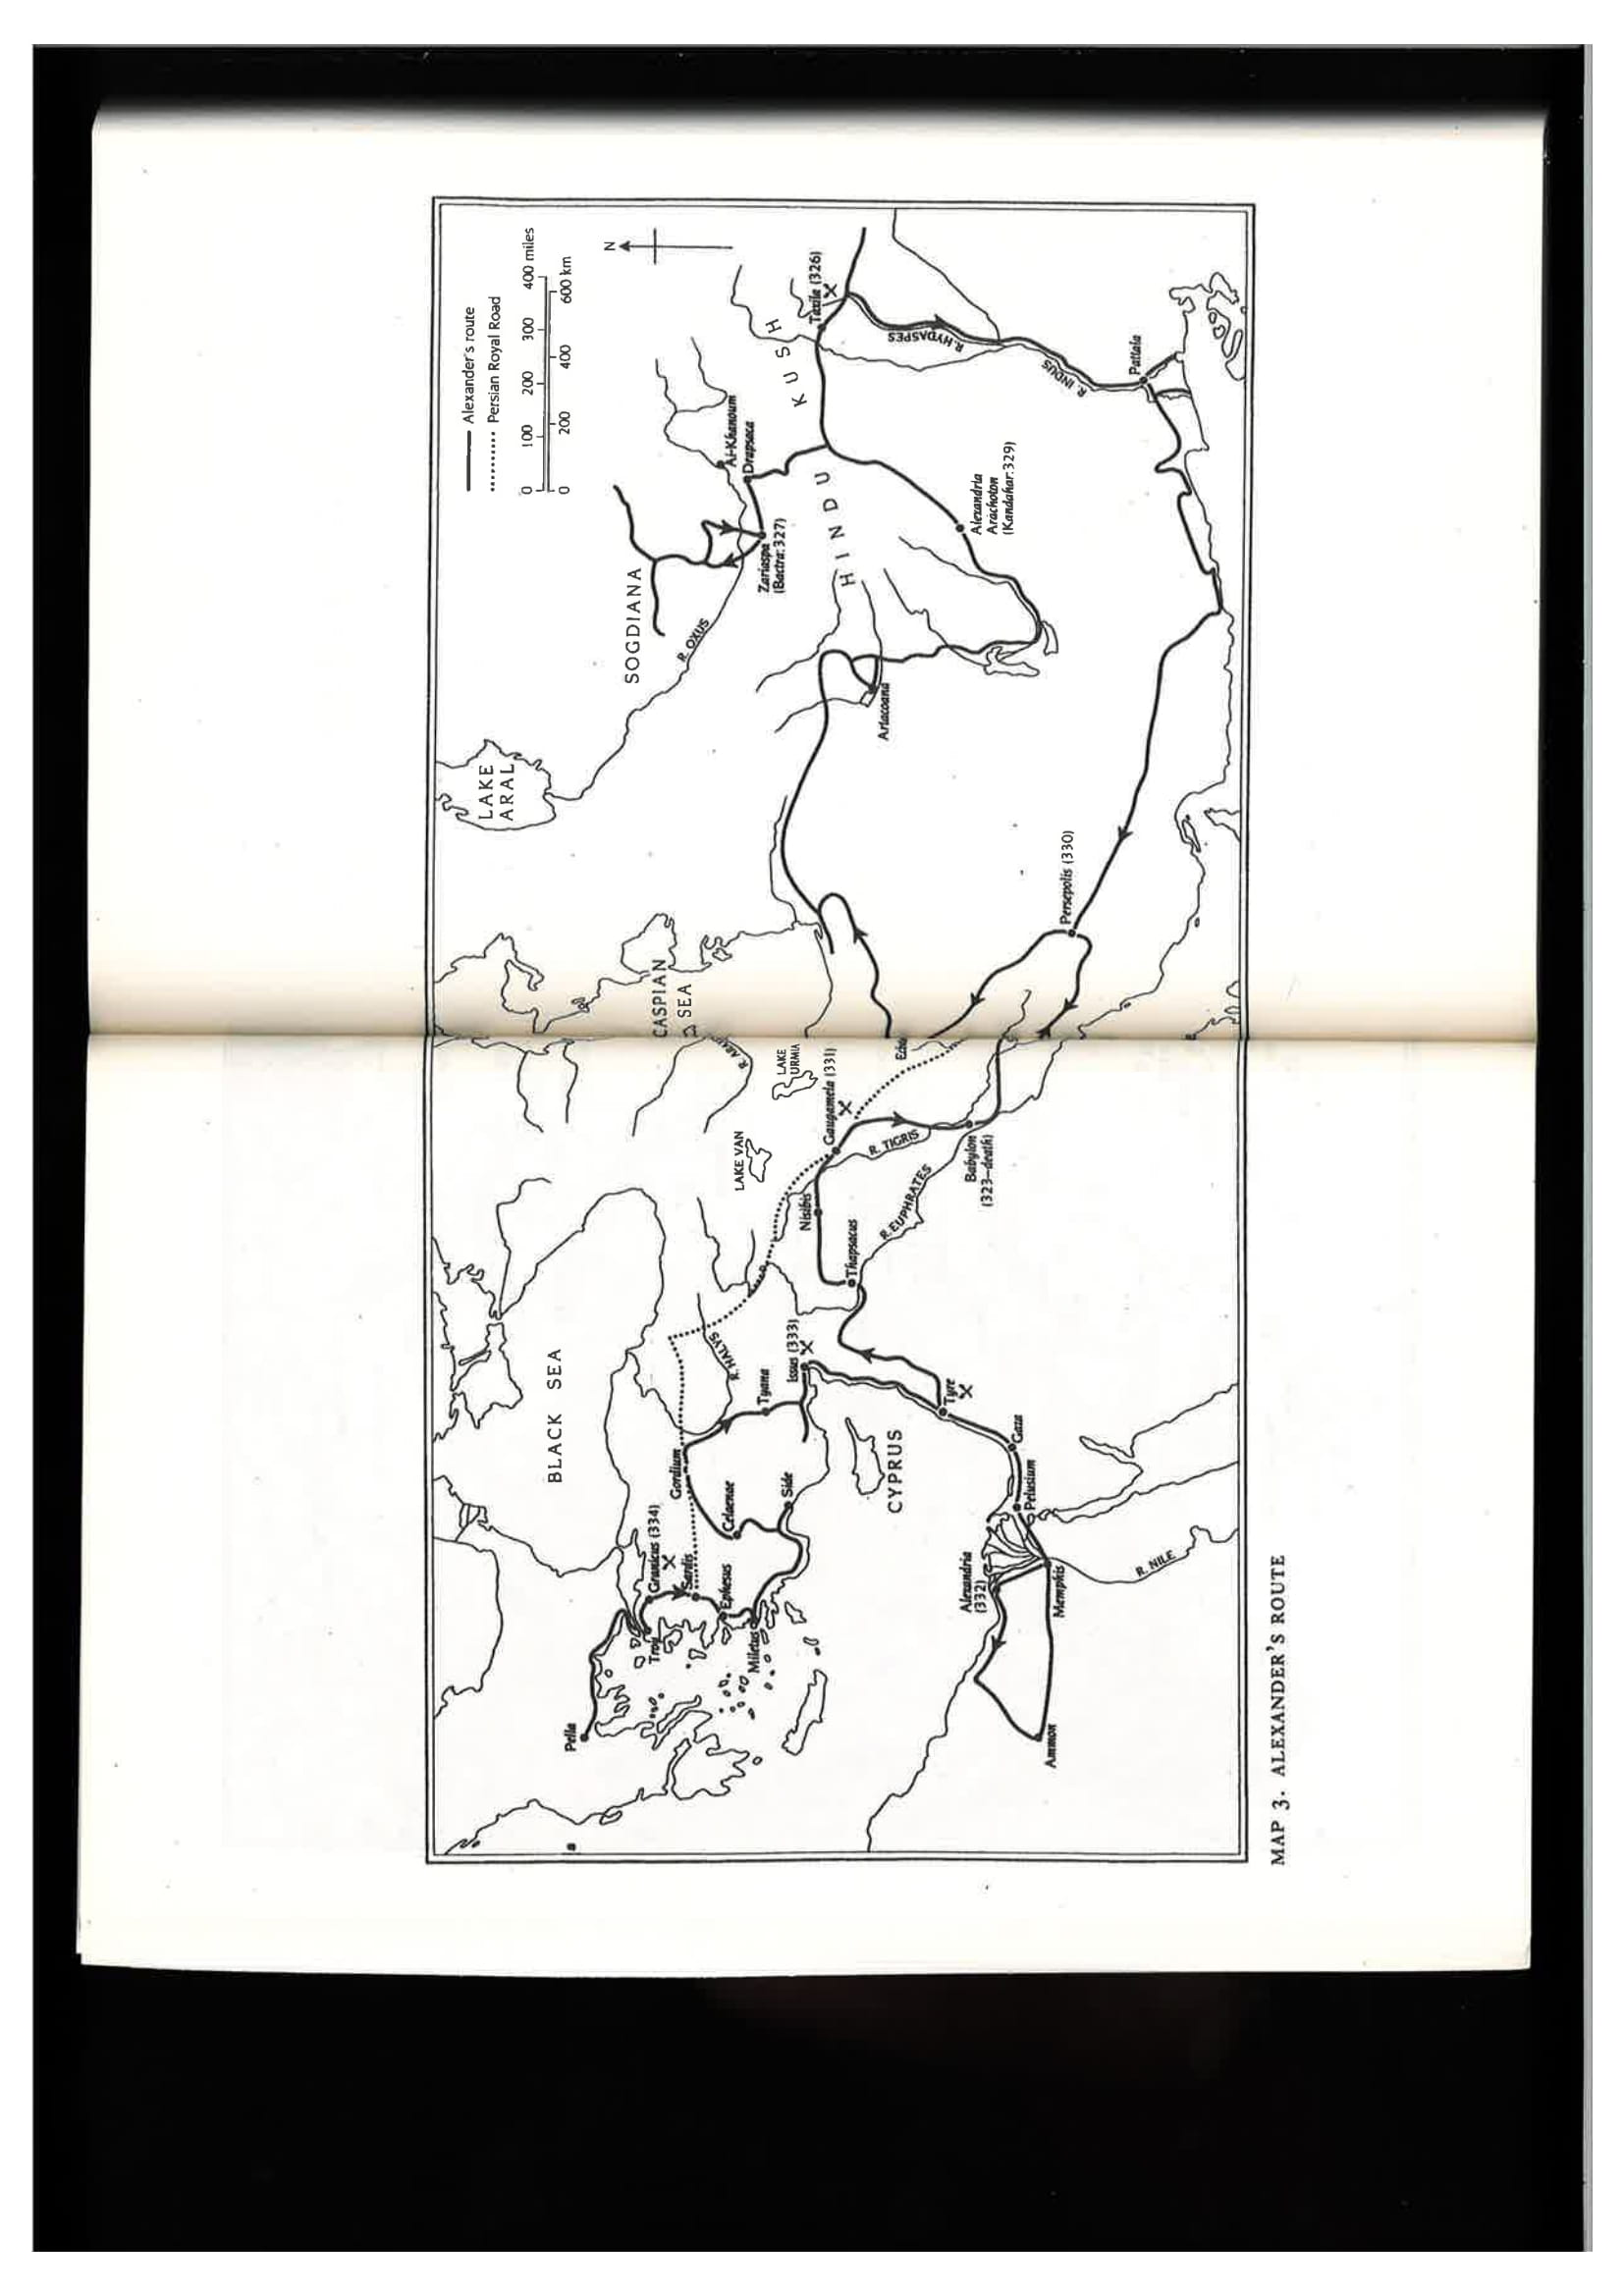 Alexander's route
Persian Royal Road
0 100 200 300 400 miles
0 200 400 600 km
N
LAKE
ARAL
SOGDIANA
R. OXUS
Ai-Khanoum
Drapsaca
Zariaspa
(Bactra:327)
HINDU KUSH
Taxila (326)
R. HYDASPES
R. INDUS
Pattala
Alexandria
Arachoton
(Kandahar:329)
Artacoana
Persepolis (330)
CASPIAN
SEA
LAKE
URMIA
LAKE VAN
Gaugamela (331)
R. TIGRIS
Nisibis
Thapsacus
R. EUPHRATES
Babylon
(323–death)
BLACK SEA
R. HALYS
Issus (333)
Tyana
Gordium
Celaenae
Side
Granicus (334)
Sardis
Ephesus
Miletus
Troy
Pella
CYPRUS
Tyre
Gaza
Pelusium
Alexandria
(332)
Memphis
R. NILE
Ammon
MAP 3. ALEXANDER'S ROUTE